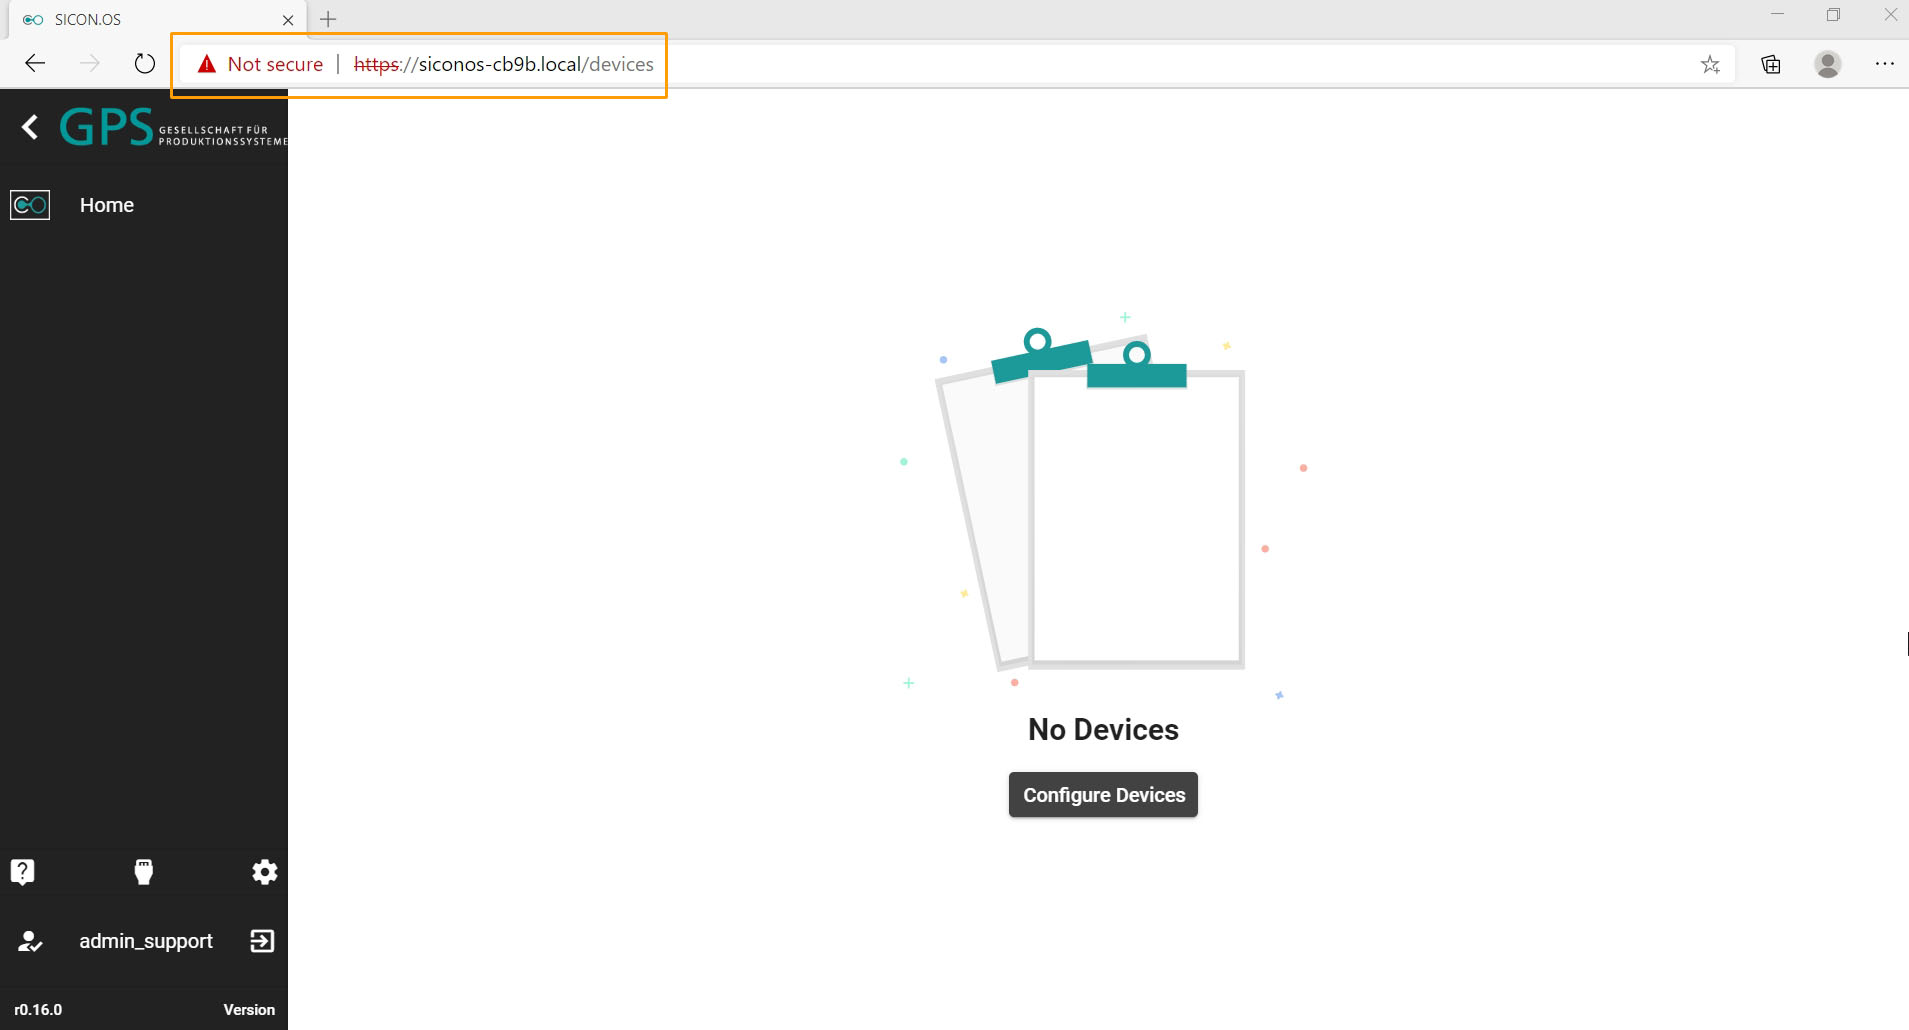 SICON.OS
Not secure | https://siconos-cb9b.local/devices
GPS GESELLSCHAFT FÜR
PRODUKTIONSSYSTEME
Home
No Devices
Configure Devices
admin_support
r0.16.0 Version